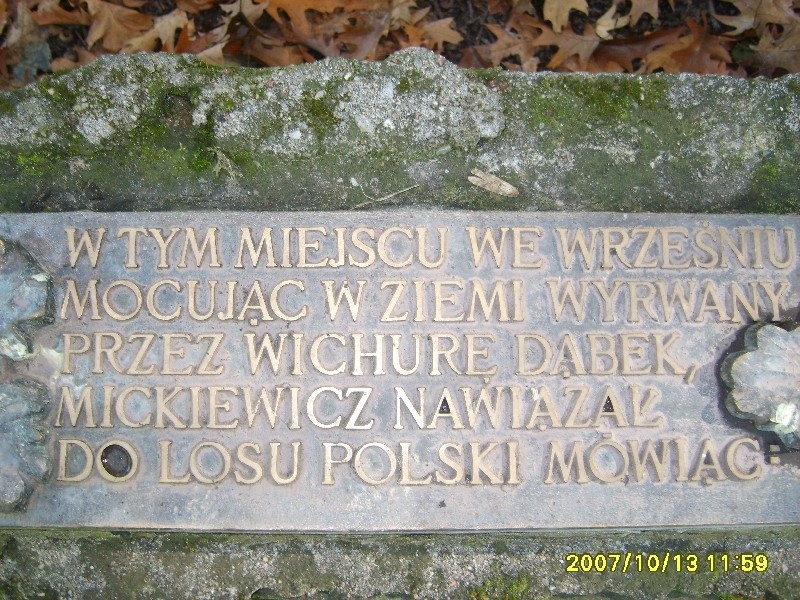 W TYM MIEJSCU WE WRZEŚNIU
MOCUJĄC W ZIEMI WYRWANY
PRZEZ WICHURĘ DĄBEK,
MICKIEWICZ NAWIĄZAŁ
DO LOSU POLSKI MÓWIĄC:
2007/10/13 11:59